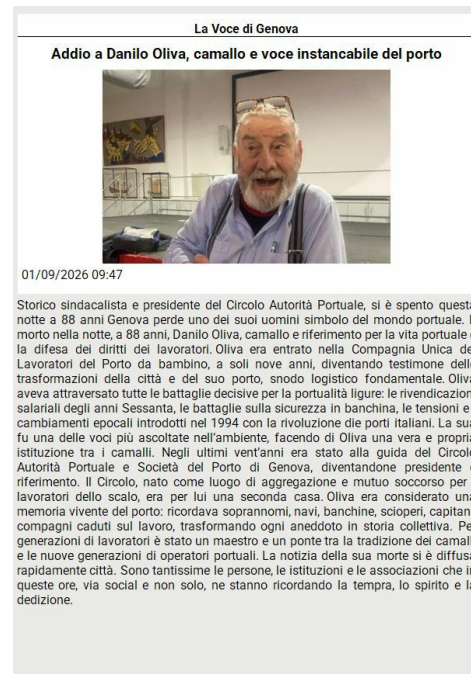 La Voce di Genova
Addio a Danilo Oliva, camallo e voce instancabile del porto
01/09/2026 09:47
Storico sindacalista e presidente del Circolo Autorità Portuale, si è spento questa
notte a 88 anni Genova perde uno dei suoi uomini simbolo del mondo portuale.
morto nella notte, a 88 anni, Danilo Oliva, camallo e riferimento per la vita portuale e
la difesa dei diritti dei lavoratori. Oliva era entrato nella Compagnia Unica de
Lavoratori del Porto da bambino, a soli nove anni, diventando testimone delle
trasformazioni della città e del suo porto, snodo logistico fondamentale. Oliva
aveva attraversato tutte le battaglie decisive per la portualità ligure: le rivendicazion
salariali degli anni Sessanta, le battaglie sulla sicurezza in banchina, le tensioni e
cambiamenti epocali introdotti nel 1994 con la rivoluzione die porti italiani. La sua
fu una delle voci più ascoltate nell'ambiente, facendo di Oliva una vera e propria
istituzione tra i camalli. Negli ultimi vent'anni era stato alla guida del Circolo
Autorità Portuale e Società del Porto di Genova, diventandone presidente e
riferimento. Il Circolo, nato come luogo di aggregazione e mutuo soccorso per
lavoratori dello scalo, era per lui una seconda casa. Oliva era considerato una
memoria vivente del porto: ricordava soprannomi, navi, banchine, scioperi, capitani
compagni caduti sul lavoro, trasformando ogni aneddoto in storia collettiva. Per
generazioni di lavoratori è stato un maestro e un ponte tra la tradizione dei camalli
e le nuove generazioni di operatori portuali. La notizia della sua morte si è diffusa
rapidamente città. Sono tantissime le persone, le istituzioni e le associazioni che in
queste ore, via social e non solo, ne stanno ricordando la tempra, lo spirito e la
dedizione.